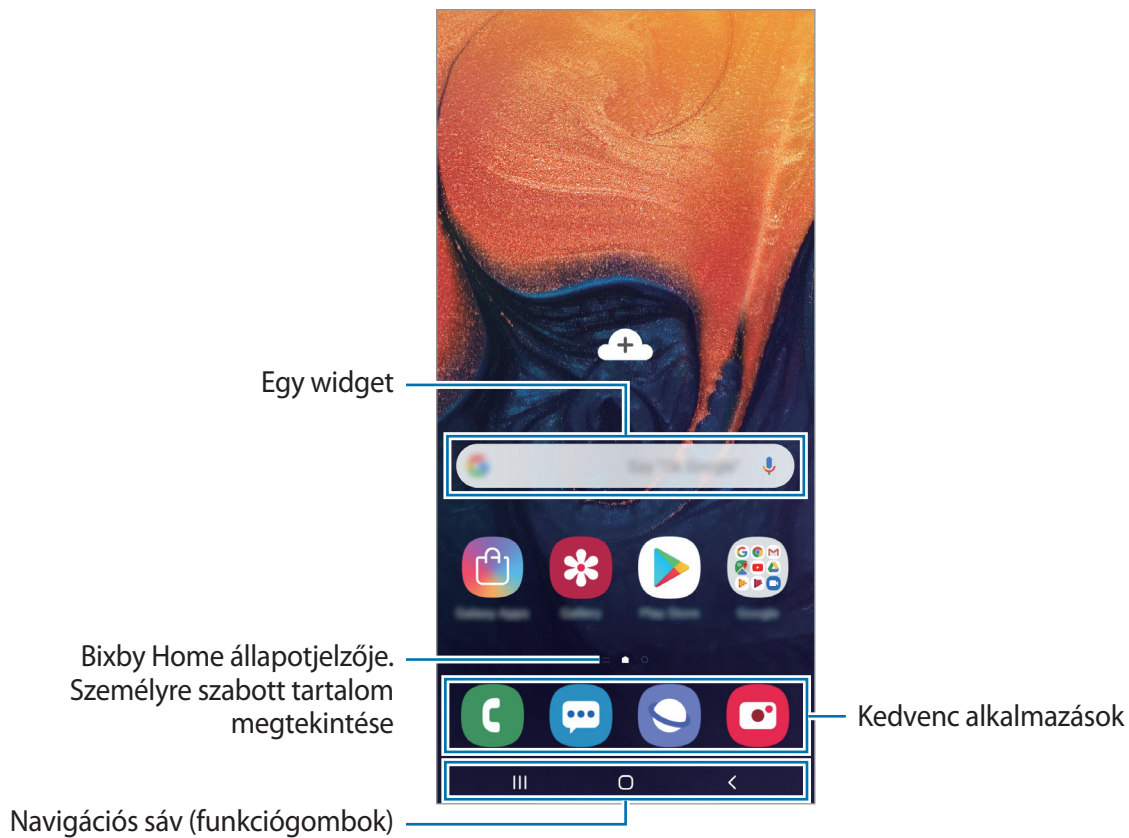 Egy widget
Bixby Home állapotjelzője.
Személyre szabott tartalom
megtekintése
Kedvenc alkalmazások
Navigációs sáv (funkciógombok)